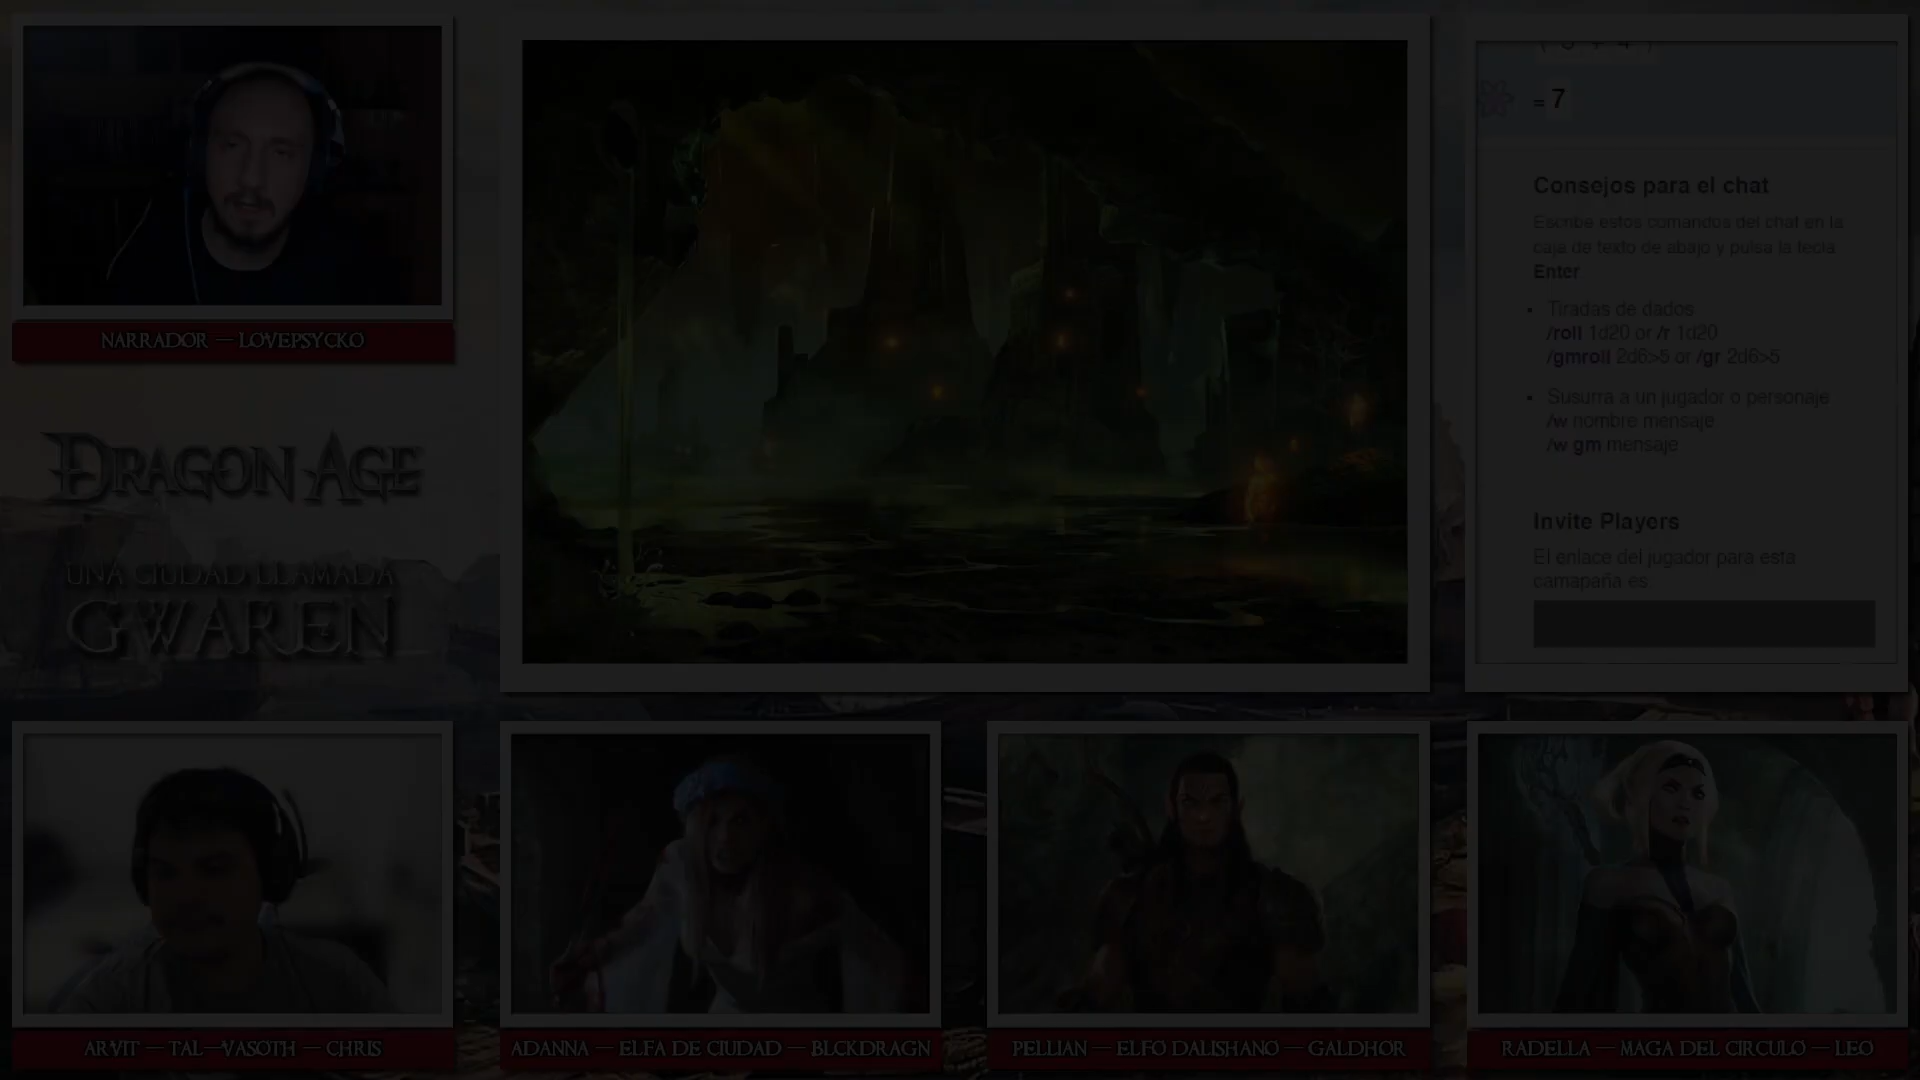 NARRADOR — LOVEPSYCKO
DRAGON AGE
UNA CIUDAD LLAMADA
GWAREN
( 3 + 4 )
= 7
Consejos para el chat
Escribe estos comandos del chat en la
caja de texto de abajo y pulsa la tecla
Enter
• Tiradas de dados
/roll 1d20 or /r 1d20
/gmroll 2d6>5 or /gr 2d6>5
• Susurra a un jugador o personaje
/w nombre mensaje
/w gm mensaje
Invite Players
El enlace del jugador para esta
camapaña es
ARVIT — TAL-VASOTH — CHRIS
ADANNA — ELFA DE CIUDAD — BLCKDRAGN
PELLIAN — ELFO DALISHANO — GALDHOR
RADELLA — MAGA DEL CIRCULO — LEO